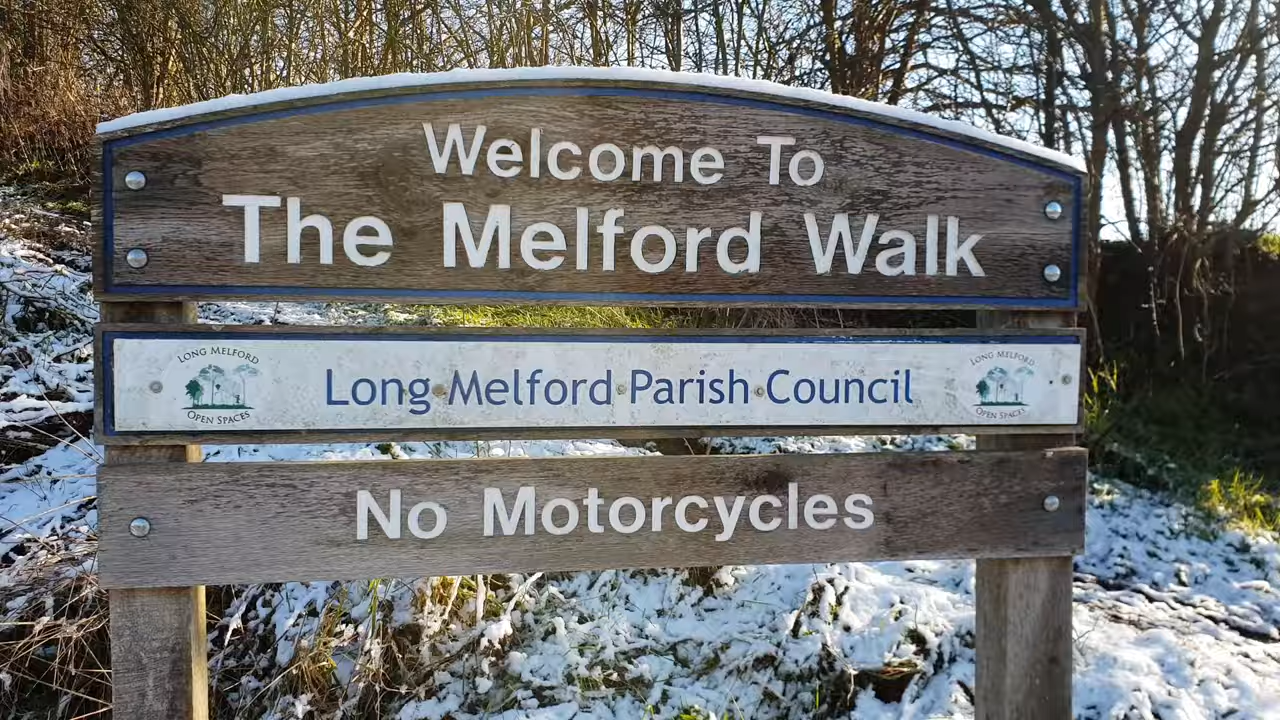 Welcome To
The Melford Walk
LONG MELFORD
OPEN SPACES
Long Melford Parish Council
LONG MELFORD
OPEN SPACES
No Motorcycles